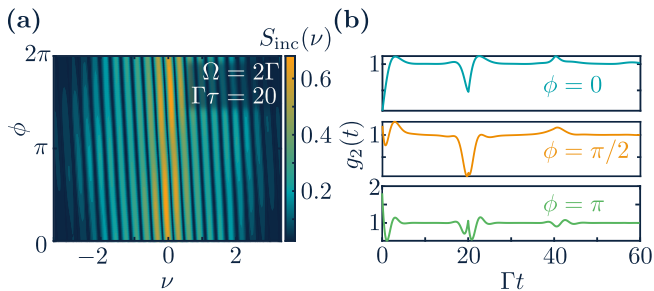 (a)
S_inc(ν)
2π
π
0
ϕ
Ω = 2Γ
Γτ = 20
0.6
0.4
0.2
−2
0
2
ν
(b)
1
ϕ = 0
1
ϕ = π/2
2
1
ϕ = π
g₂(t)
0
20
40
60
Γt